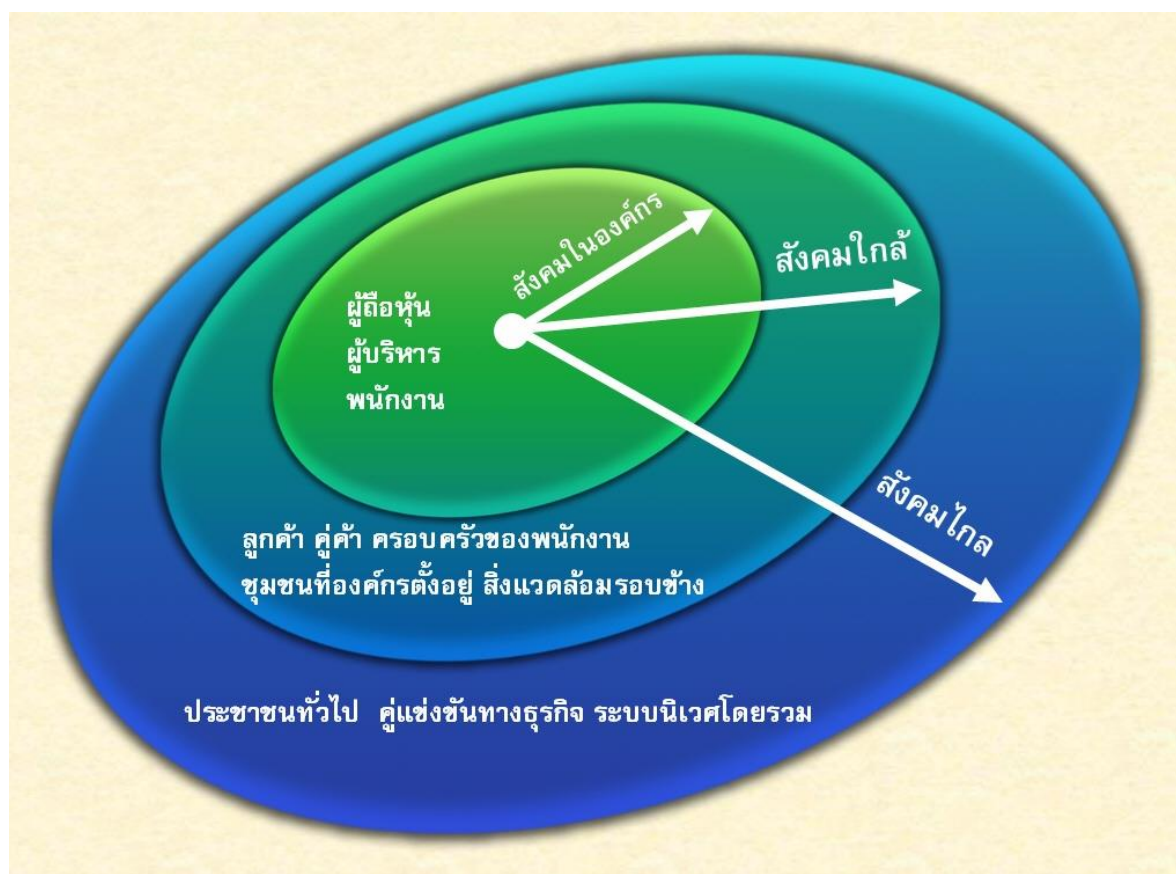 สังคมในองค์กร
สังคมใกล้
ผู้ถือหุ้น
ผู้บริหาร
พนักงาน
สังคมไกล
ลูกค้า คู่ค้า ครอบครัวของพนักงาน
ชุมชนที่องค์กรตั้งอยู่ สิ่งแวดล้อมรอบข้าง
ประชาชนทั่วไป คู่แข่งขันทางธุรกิจ ระบบนิเวศโดยรวม